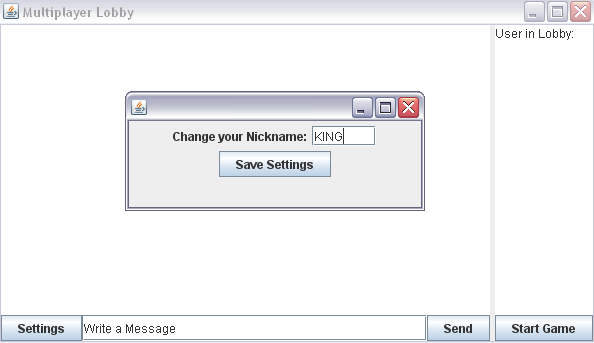 Multiplayer Lobby
User in Lobby:
Change your Nickname: KING
Save Settings
Settings
Write a Message
Send
Start Game